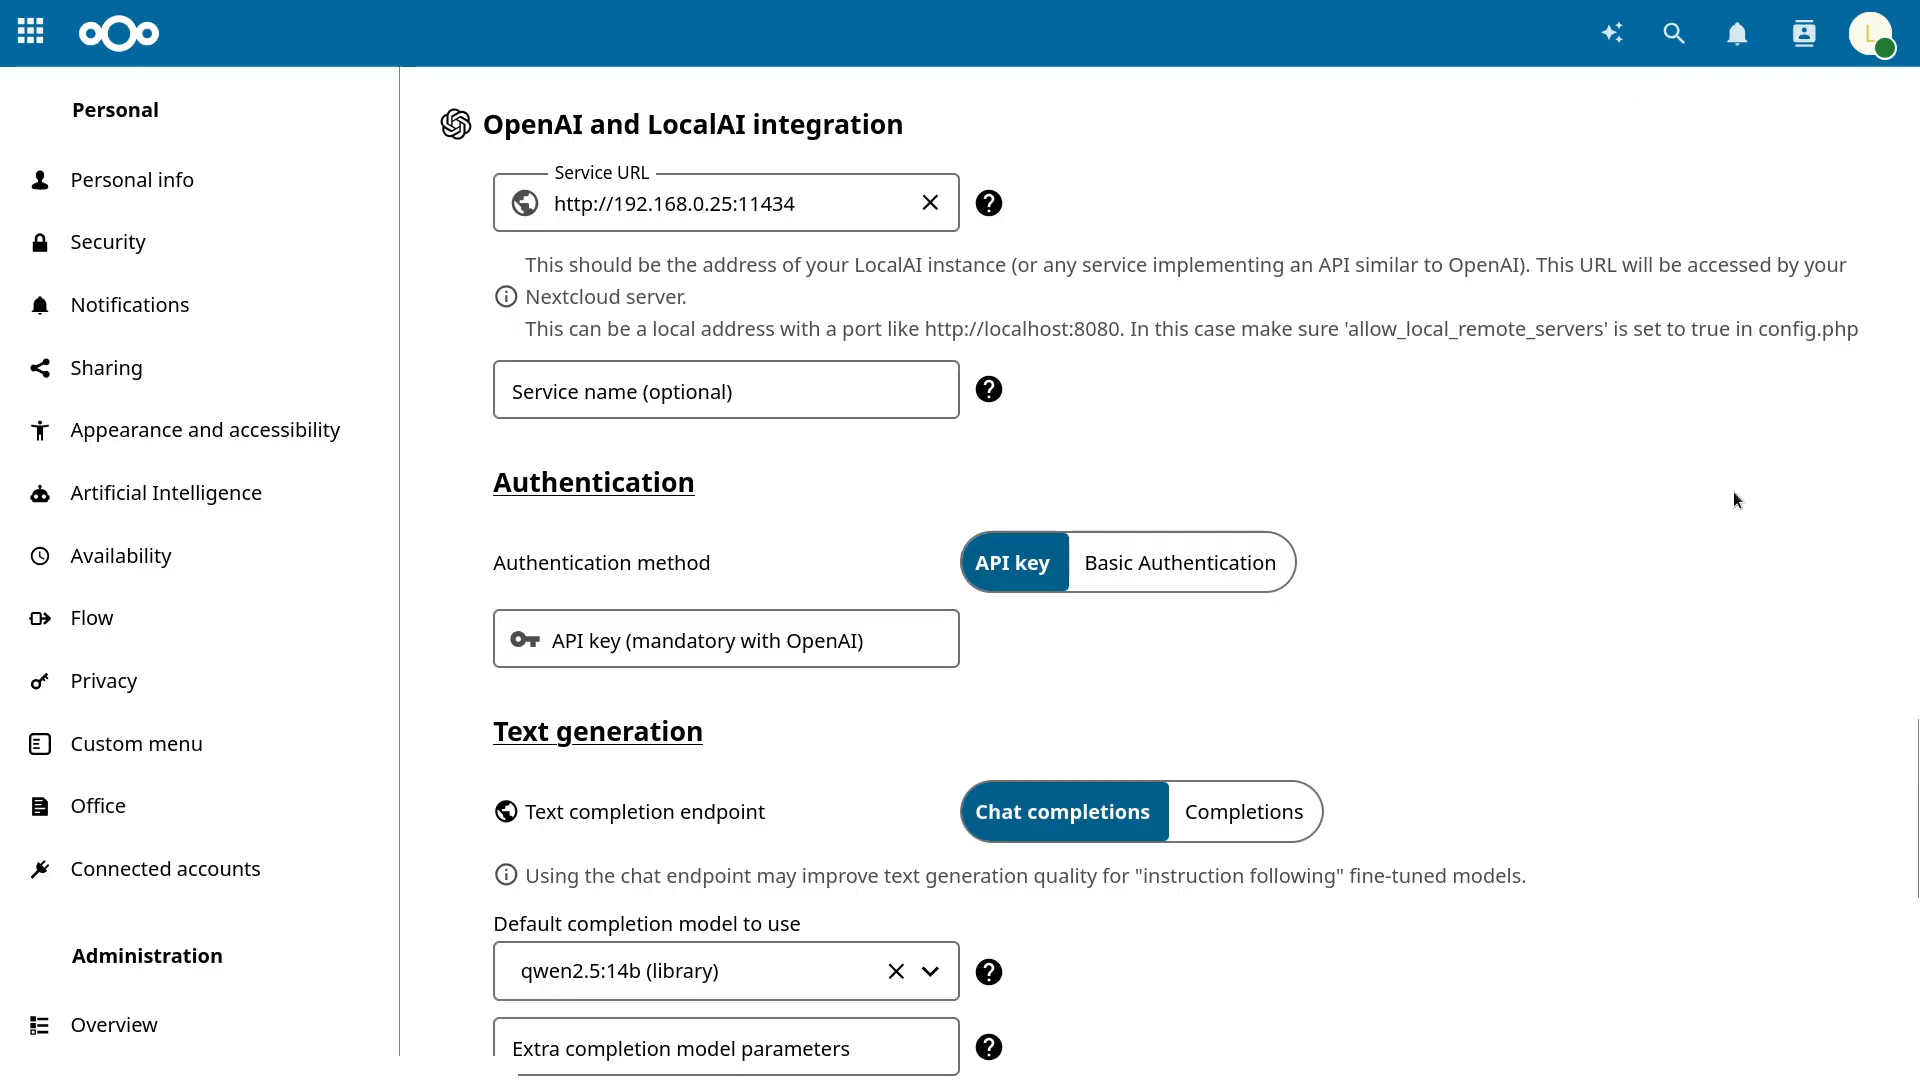 L
Personal
Personal info
Security
Notifications
Sharing
Appearance and accessibility
Artificial Intelligence
Availability
Flow
Privacy
Custom menu
Office
Connected accounts
Administration
Overview
OpenAI and LocalAI integration
Service URL
http://192.168.0.25:11434
This should be the address of your LocalAI instance (or any service implementing an API similar to OpenAI). This URL will be accessed by your
Nextcloud server.
This can be a local address with a port like http://localhost:8080. In this case make sure 'allow_local_remote_servers' is set to true in config.php
Service name (optional)
Authentication
Authentication method
API key
Basic Authentication
API key (mandatory with OpenAI)
Text generation
Text completion endpoint
Chat completions
Completions
Using the chat endpoint may improve text generation quality for "instruction following" fine-tuned models.
Default completion model to use
qwen2.5:14b (library)
Extra completion model parameters